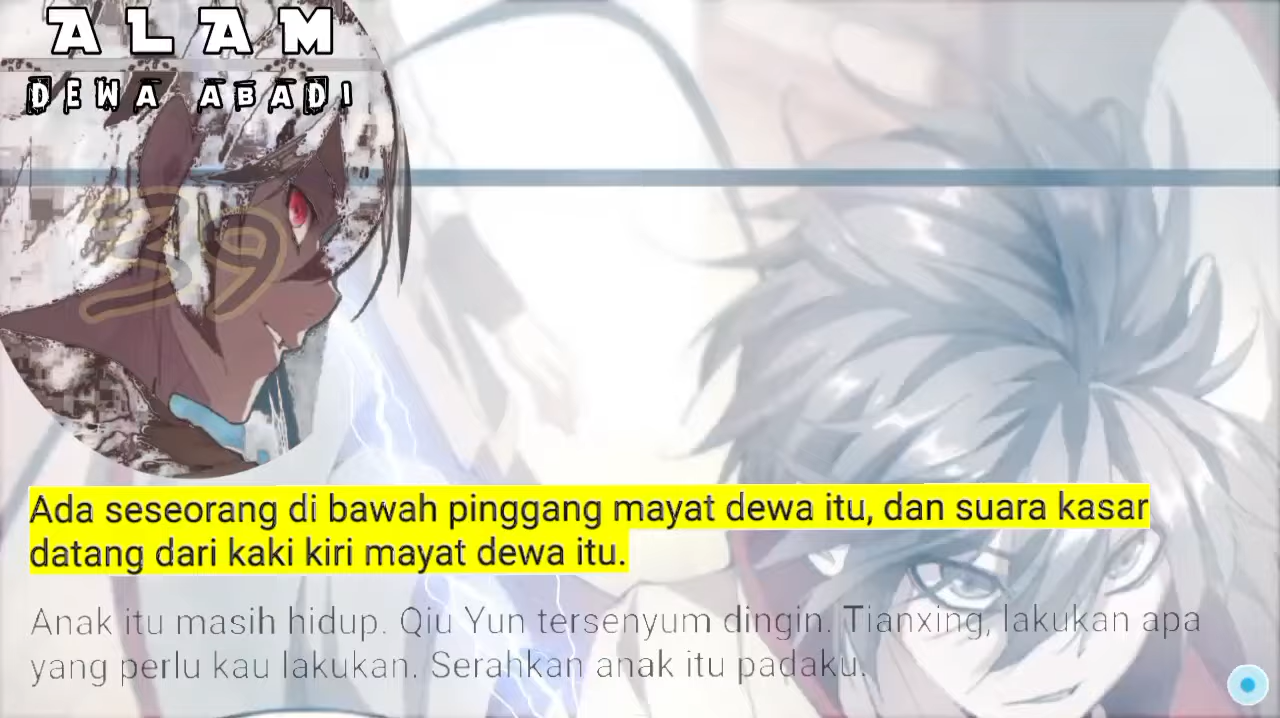 ALAM
DEWA ABADI
39
Ada seseorang di bawah pinggang mayat dewa itu, dan suara kasar
datang dari kaki kiri mayat dewa itu.
Anak itu masih hidup. Qiu Yun tersenyum dingin. Tianxing, lakukan apa
yang perlu kau lakukan. Serahkan anak itu padaku.